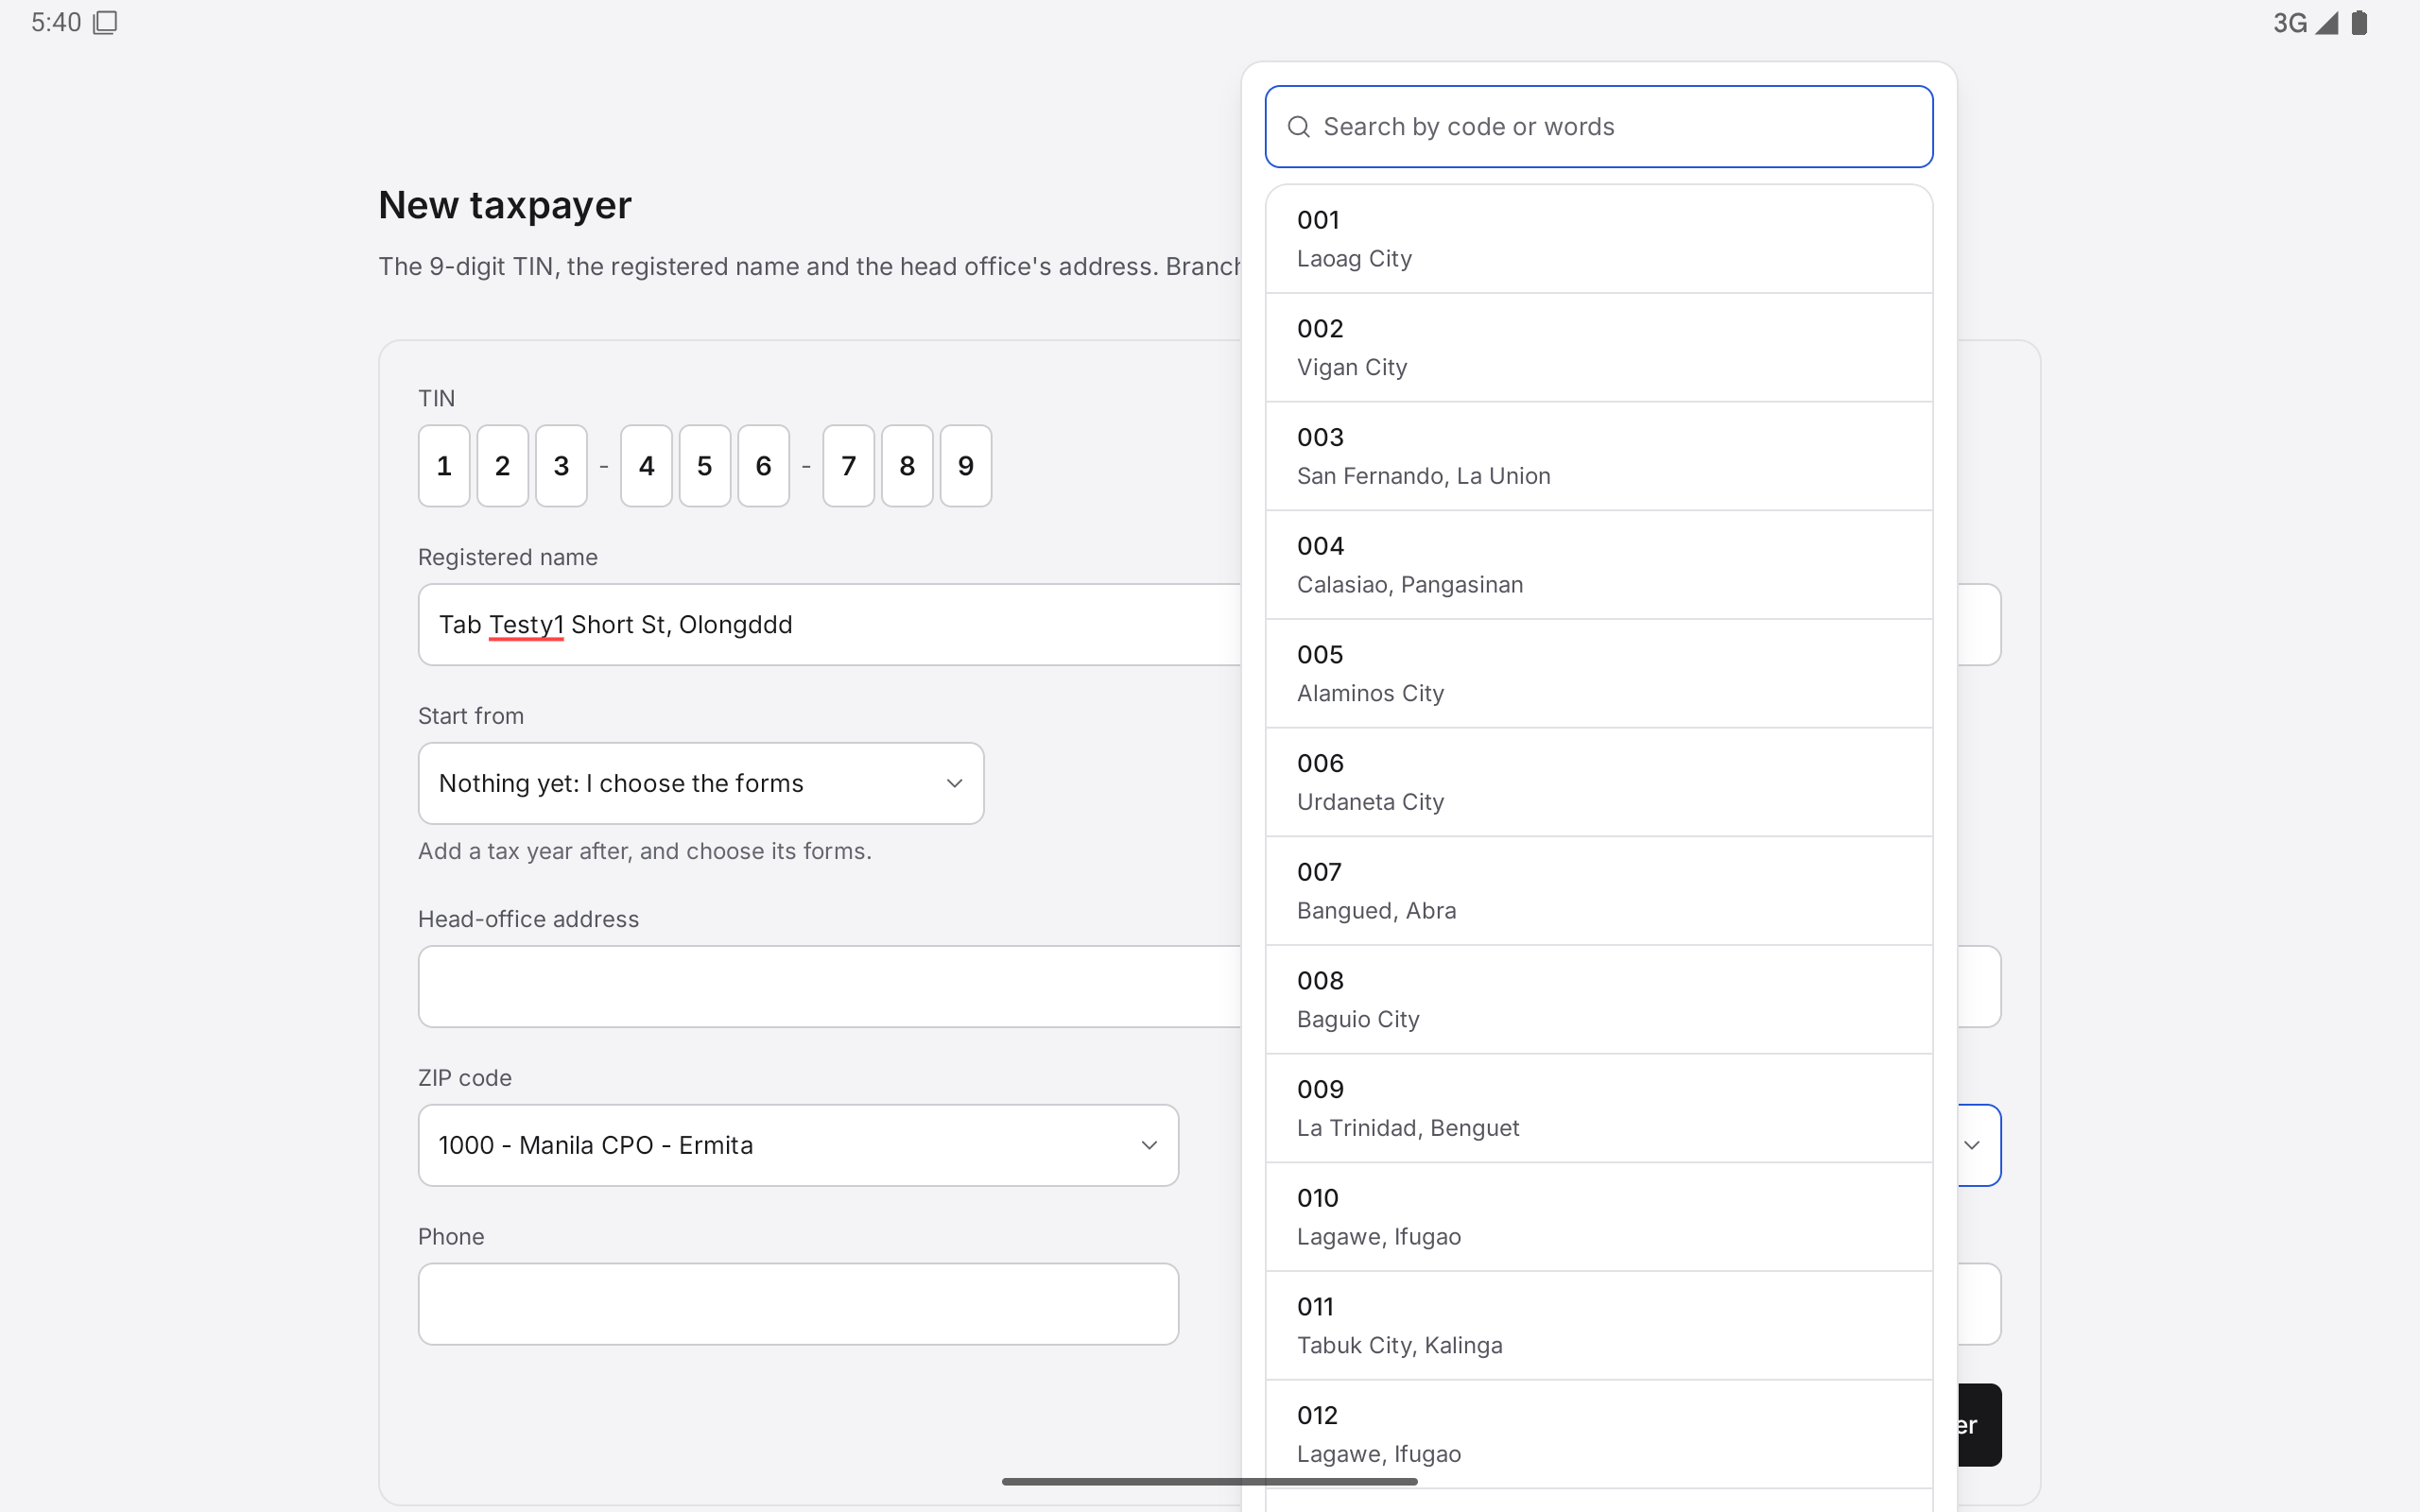 5:40
3G
New taxpayer
The 9-digit TIN, the registered name and the head office's address.
TIN
1 2 3 - 4 5 6 - 7 8 9
Registered name
Tab Testy1 Short St, Olongddd
Start from
Nothing yet: I choose the forms
Add a tax year after, and choose its forms.
Head-office address
ZIP code
1000 - Manila CPO - Ermita
Phone
Search by code or words
001
Laoag City
002
Vigan City
003
San Fernando, La Union
004
Calasiao, Pangasinan
005
Alaminos City
006
Urdaneta City
007
Bangued, Abra
008
Baguio City
009
La Trinidad, Benguet
010
Lagawe, Ifugao
011
Tabuk City, Kalinga
012
Lagawe, Ifugao